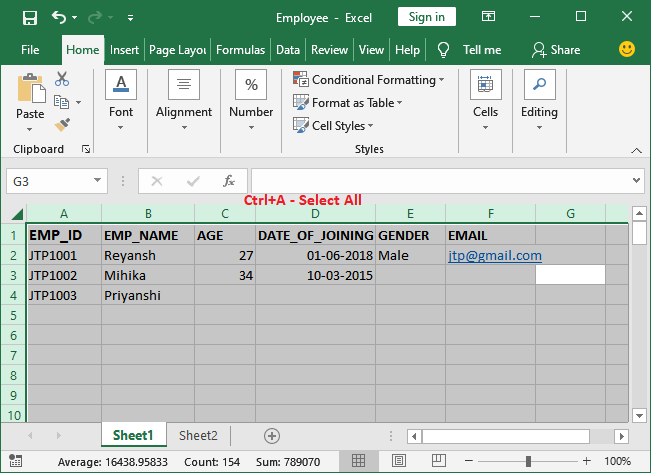 Employee - Excel Sign in
File Home Insert Page Layou Formulas Data Review View Help Tell me Share
Paste
Clipboard
Font
Alignment
%
Number
Conditional Formatting
Format as Table
Cell Styles
Styles
Cells
Editing
G3 fx
Ctrl+A - Select All
A B C D E F G
1 EMP_ID EMP_NAME AGE DATE_OF_JOINING GENDER EMAIL
2 JTP1001 Reyansh 27 01-06-2018 Male jtp@gmail.com
3 JTP1002 Mihika 34 10-03-2015
4 JTP1003 Priyanshi
5
6
7
8
9
10
Sheet1 Sheet2
Average: 16438.95833 Count: 154 Sum: 789070 100%